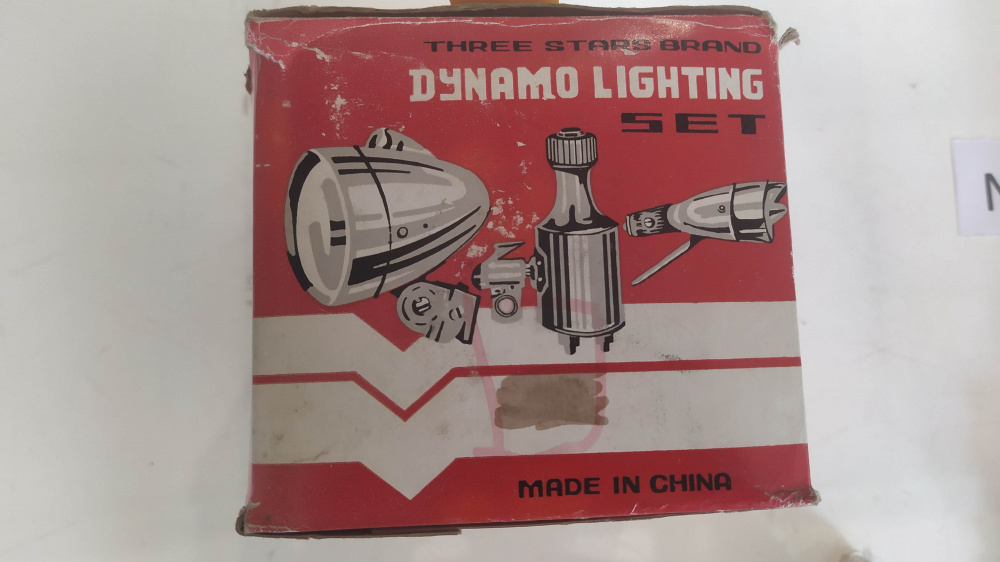 THREE STARS BRAND
DYNAMO LIGHTING
SET
MADE IN CHINA